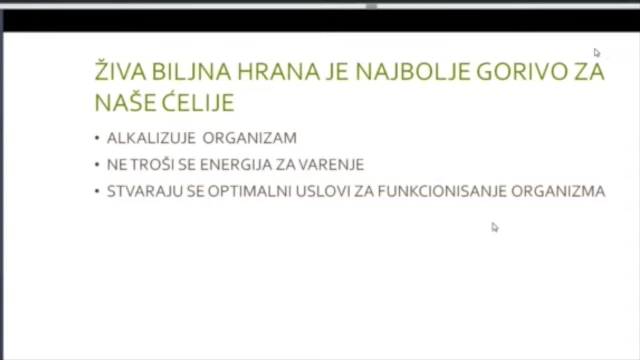 ŽIVA BILJNA HRANA JE NAJBOLJE GORIVO ZA
NAŠE ĆELIJE
• ALKALIZUJE ORGANIZAM
• NE TROŠI SE ENERGIJA ZA VARENJE
• STVARAJU SE OPTIMALNI USLOVI ZA FUNKCIONISANJE ORGANIZMA